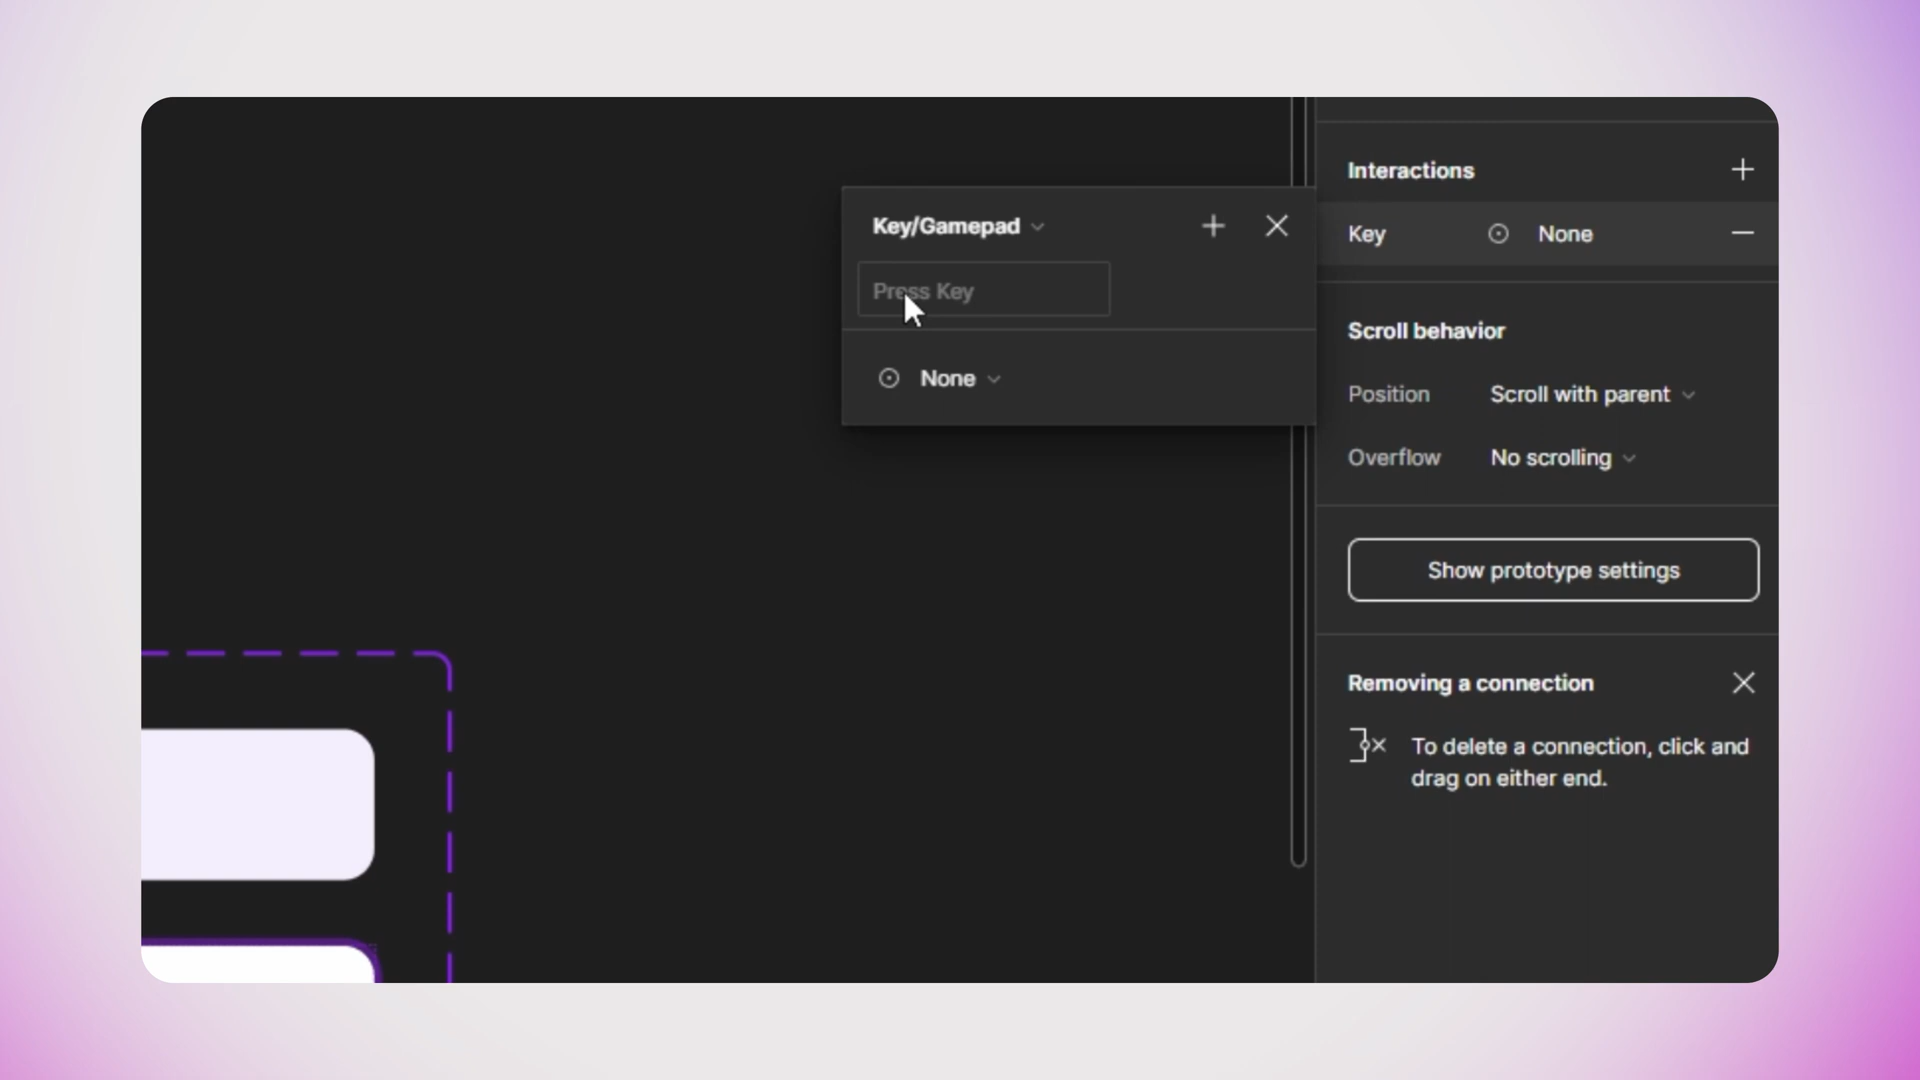 Key/Gamepad
Press Key
None
Interactions
Key None
Scroll behavior
Position Scroll with parent
Overflow No scrolling
Show prototype settings
Removing a connection
To delete a connection, click and
drag on either end.